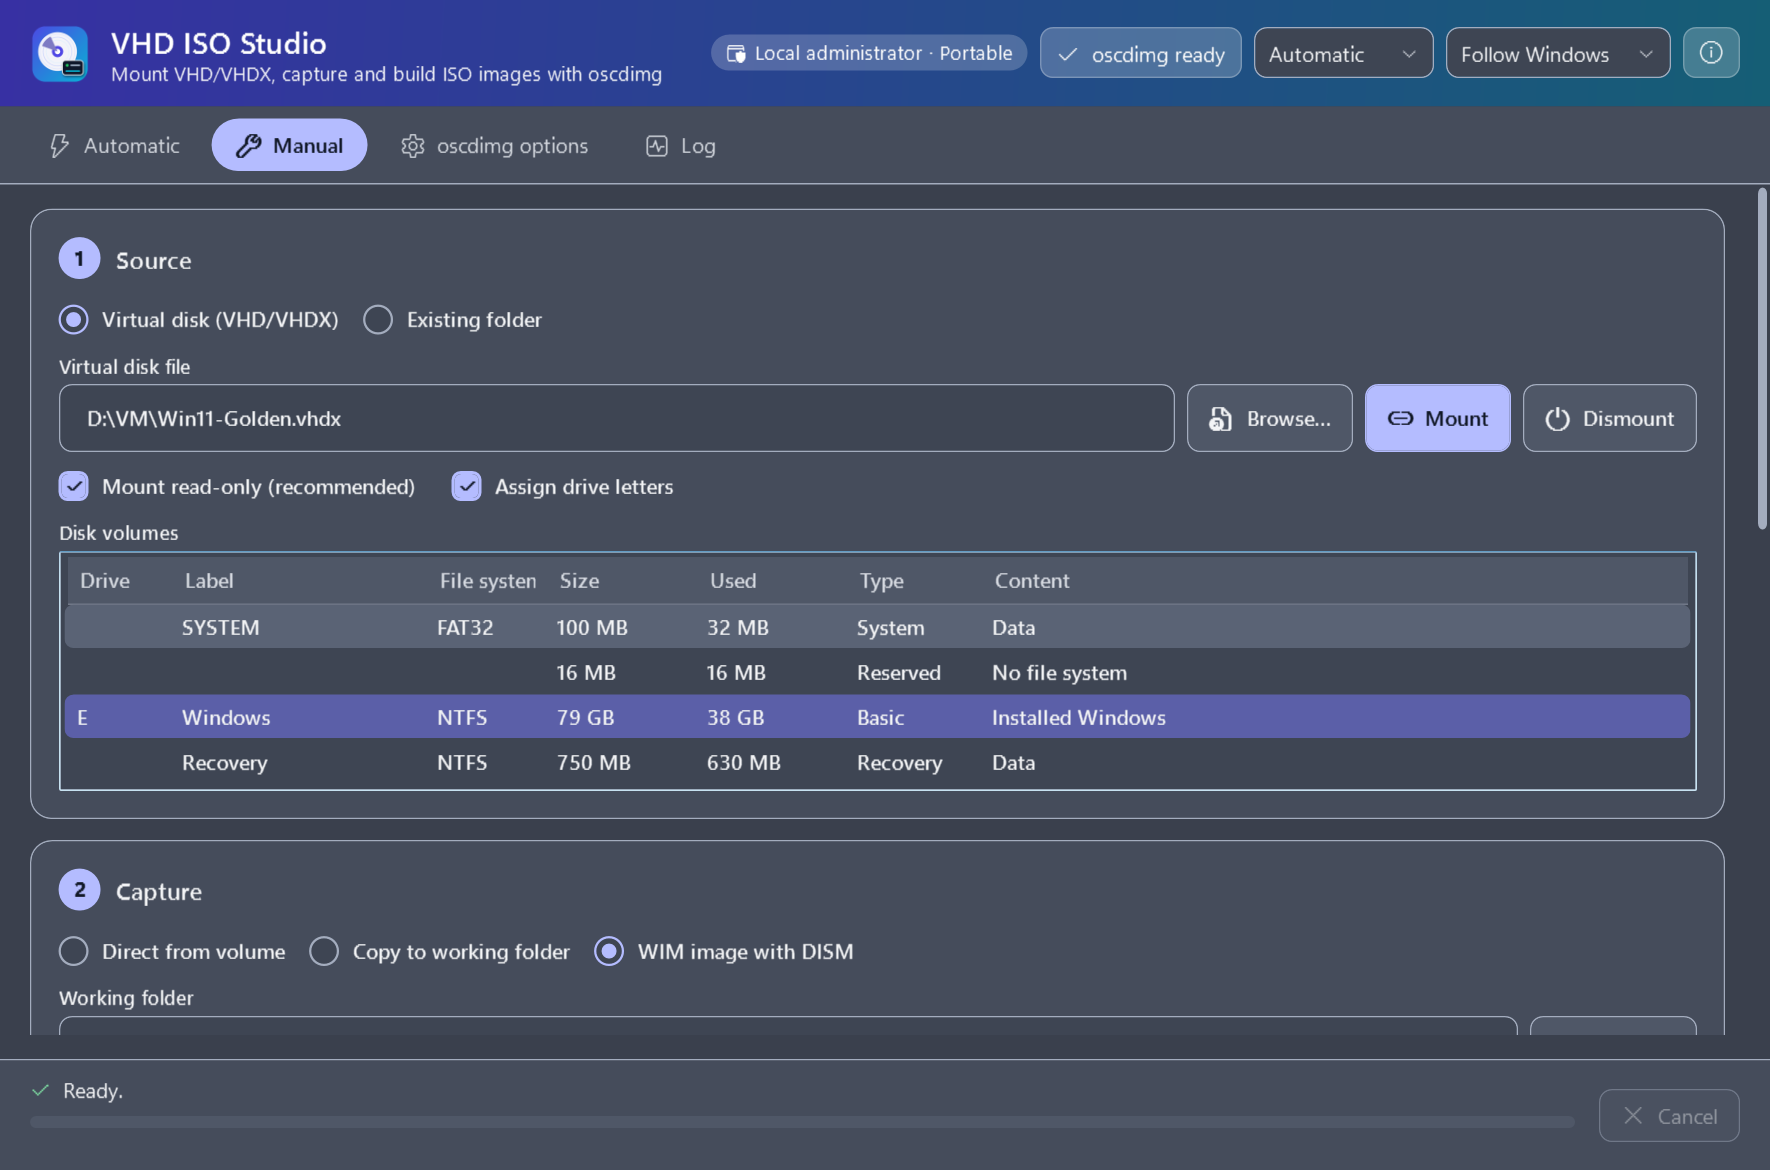 VHD ISO Studio
Mount VHD/VHDX, capture and build ISO images with oscdimg
Local administrator · Portable
oscdimg ready
Automatic
Follow Windows
Automatic
Manual
oscdimg options
Log
1 Source
Virtual disk (VHD/VHDX) Existing folder
Virtual disk file
D:\VM\Win11-Golden.vhdx
Browse...
Mount
Dismount
Mount read-only (recommended) Assign drive letters
Disk volumes
Drive Label File system Size Used Type Content
SYSTEM FAT32 100 MB 32 MB System Data
16 MB 16 MB Reserved No file system
E Windows NTFS 79 GB 38 GB Basic Installed Windows
Recovery NTFS 750 MB 630 MB Recovery Data
2 Capture
Direct from volume Copy to working folder WIM image with DISM
Working folder
Ready.
Cancel